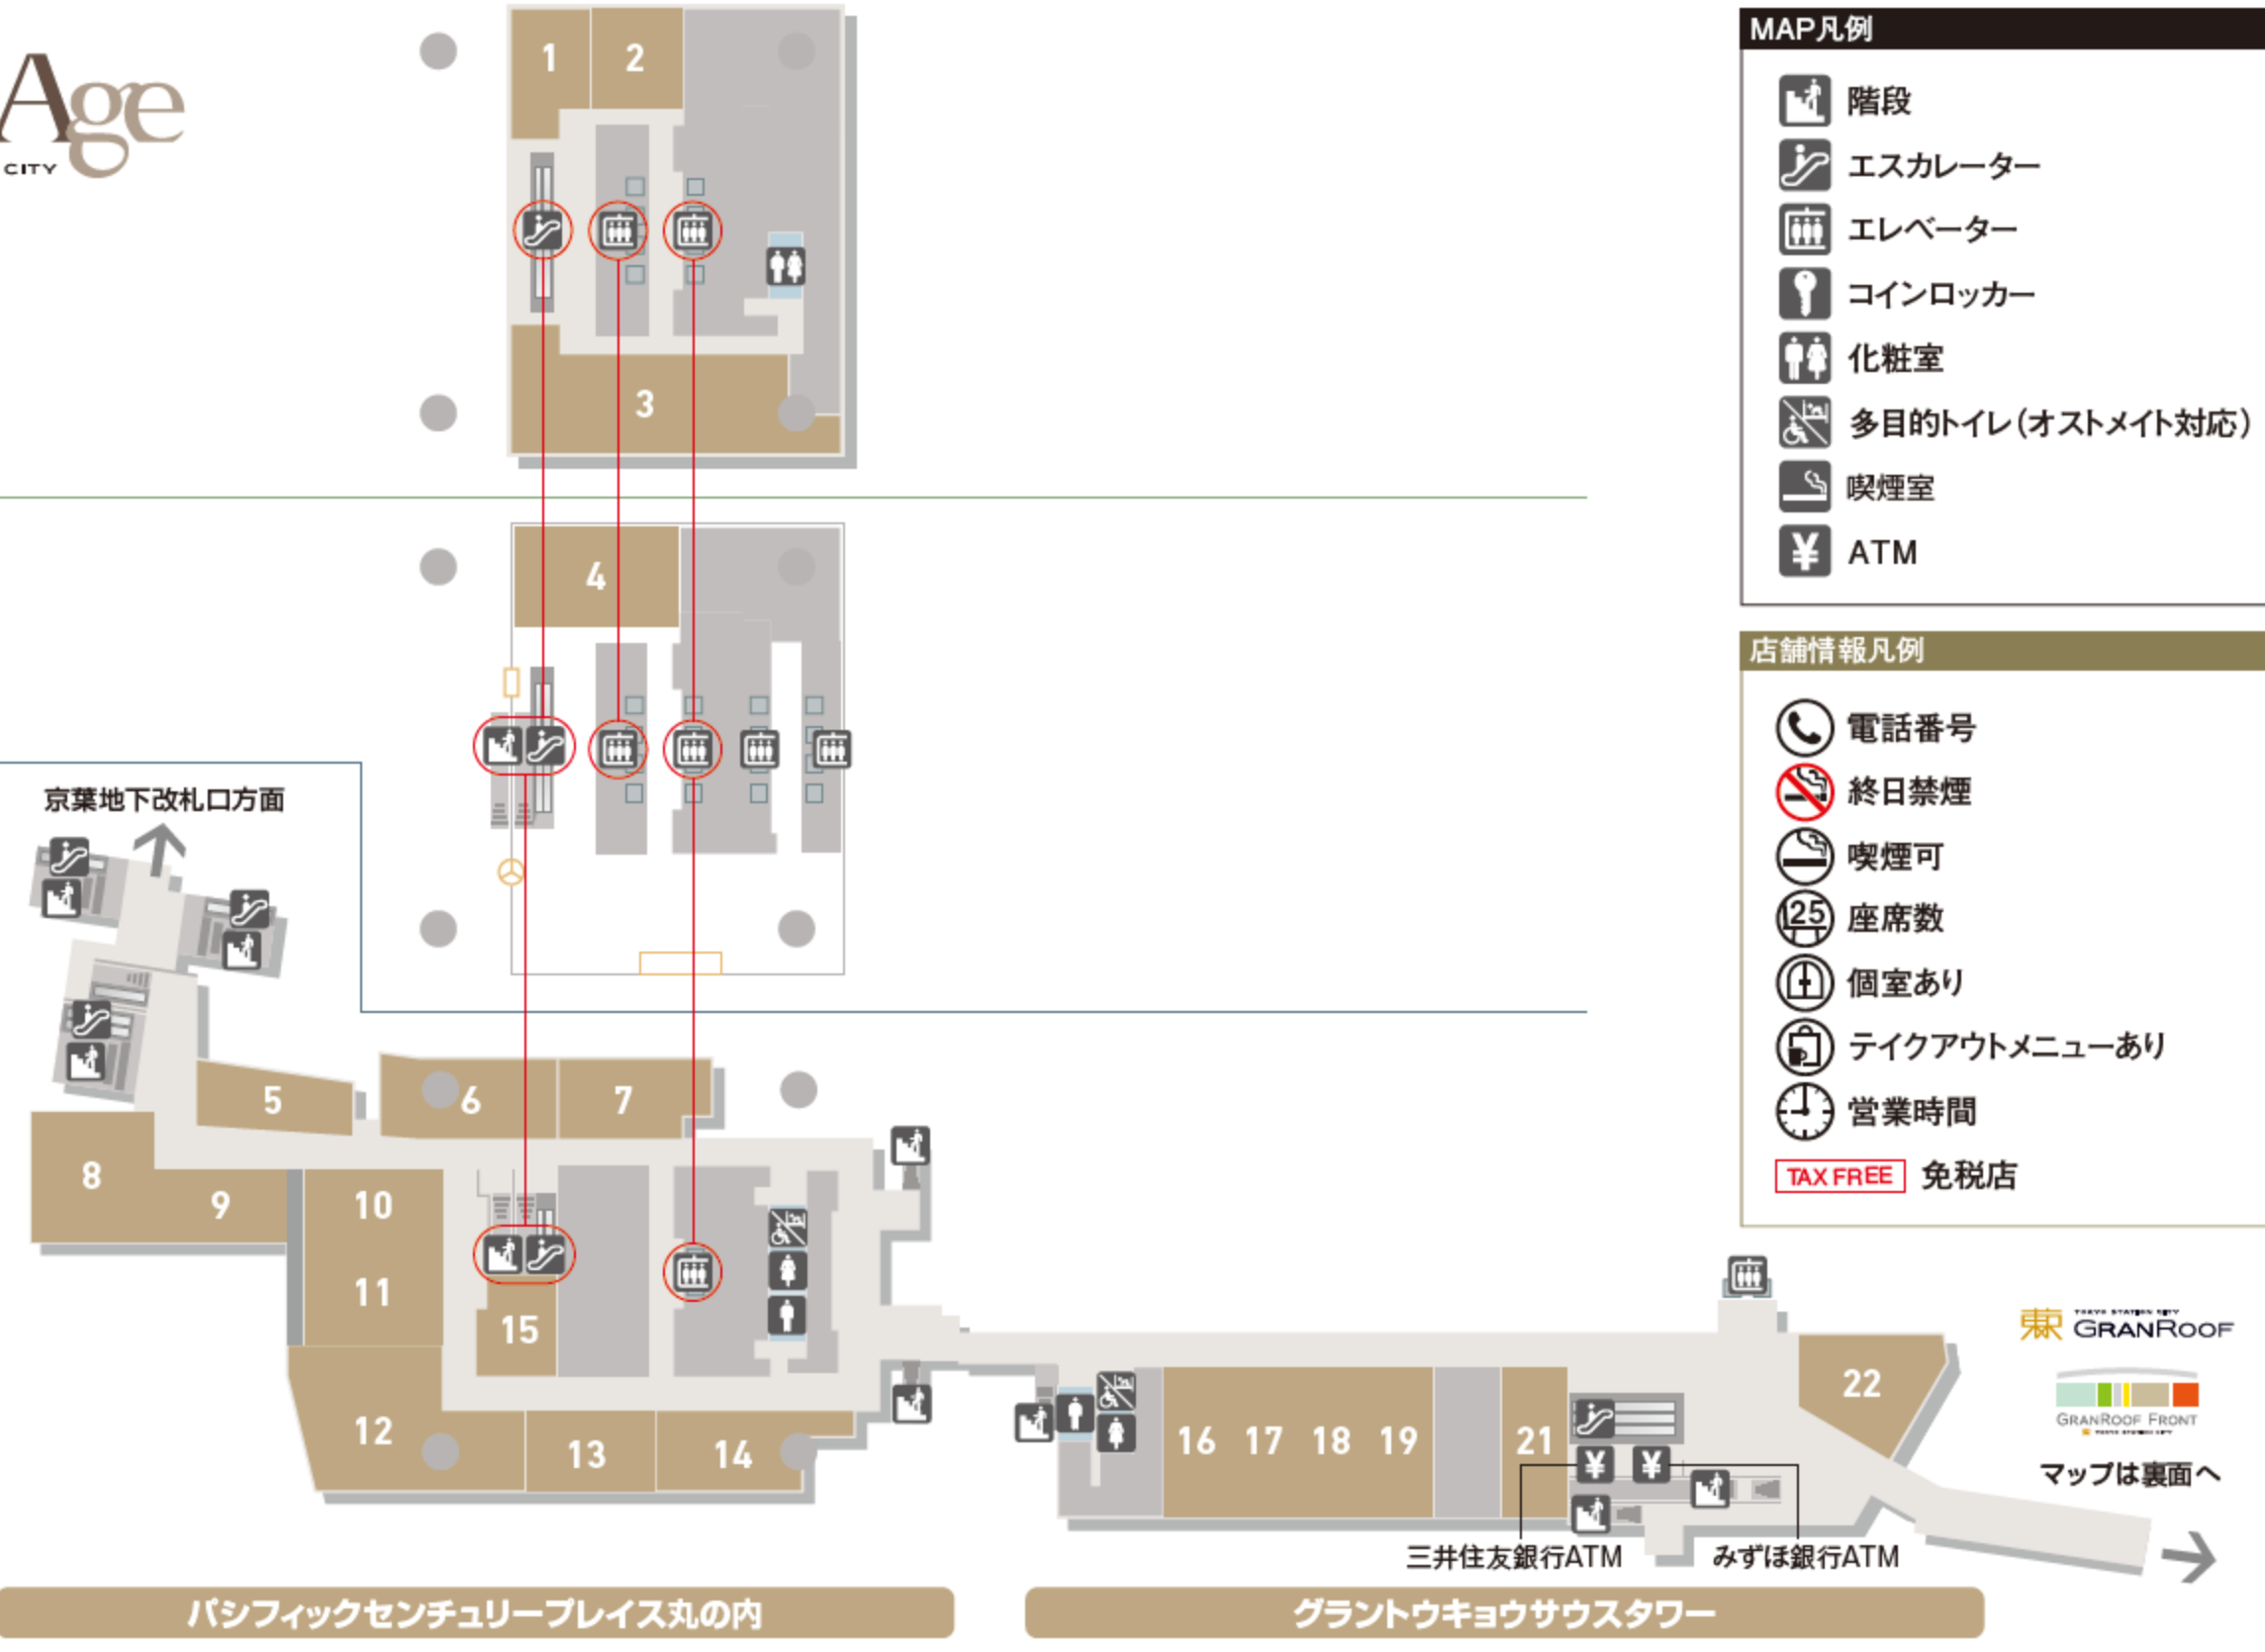 Age
CITY
1
2
3
4
京葉地下改札口方面
5
6
7
8
9
10
11
12
13
14
15
16
17
18
19
21
22
三井住友銀行ATM
みずほ銀行ATM
パシフィックセンチュリープレイス丸の内
グラントウキョウサウスタワー
MAP凡例
階段
エスカレーター
エレベーター
コインロッカー
化粧室
多目的トイレ(オストメイト対応)
喫煙室
¥ ATM
店舗情報凡例
電話番号
終日禁煙
喫煙可
125 座席数
個室あり
テイクアウトメニューあり
営業時間
TAX FREE 免税店
TOKYO STATION CITY
GRANROOF
GRANROOF FRONT
TOKYO STATION CITY
マップは裏面へ